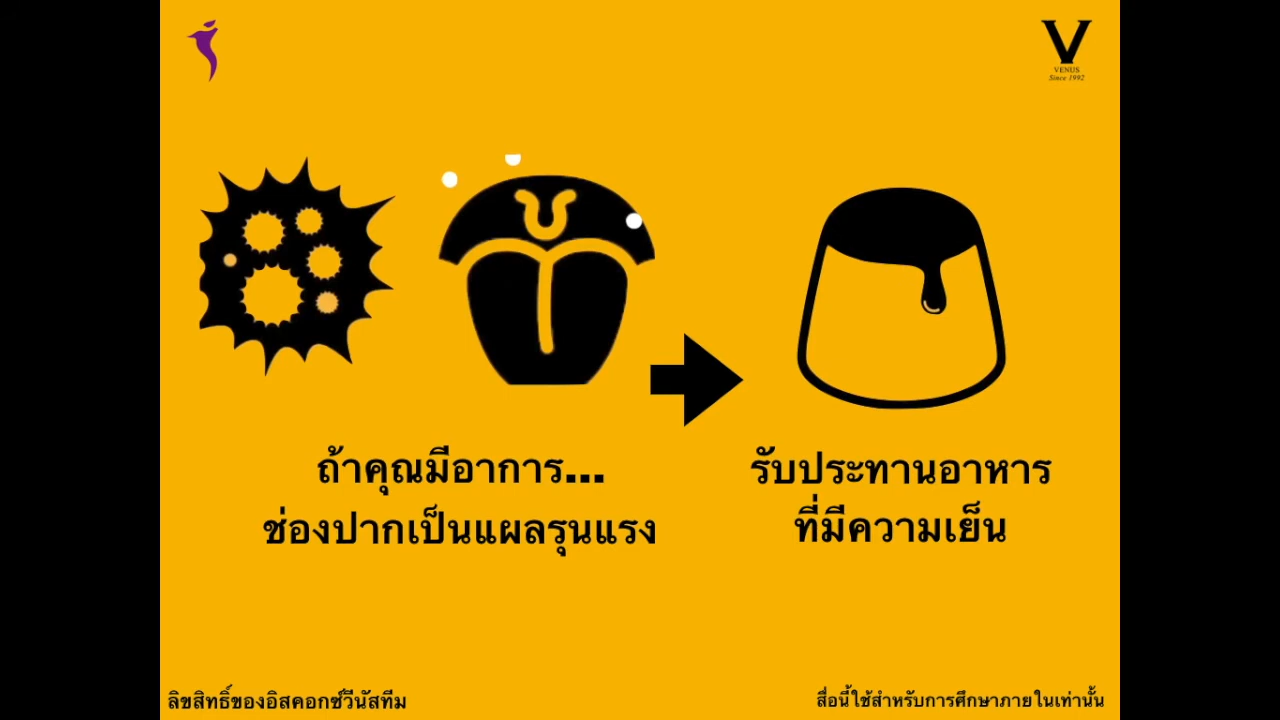 V
VENUS
Since 1992
ถ้าคุณมีอาการ...
ช่องปากเป็นแผลรุนแรง
รับประทานอาหาร
ที่มีความเย็น
ลิขสิทธิ์ของอิสคอกซ์วีนัสทีม
สื่อนี้ใช้สำหรับการศึกษาภายในเท่านั้น